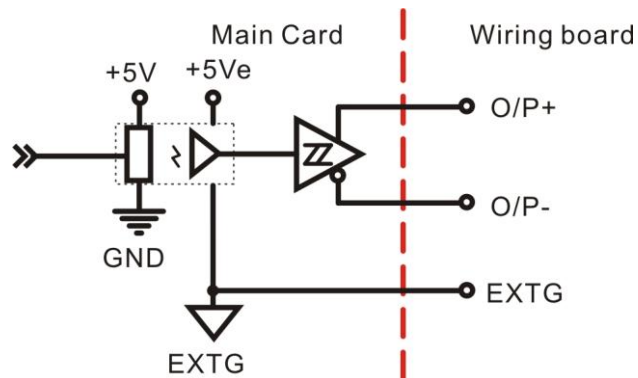 Main Card
Wiring board
+5V
+5Ve
O/P+
O/P-
GND
EXTG
EXTG